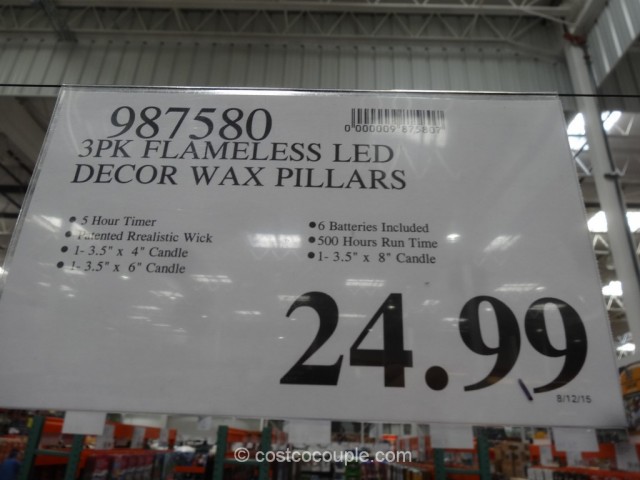 987580
0 000009 875807
3PK FLAMELESS LED
DECOR WAX PILLARS
• 5 Hour Timer
• Patented Rrealistic Wick
• 1- 3.5" x 4" Candle
• 1- 3.5" x 6" Candle
• 6 Batteries Included
• 500 Hours Run Time
• 1- 3.5" x 8" Candle
24.99
8/12/15
© costcocouple.com